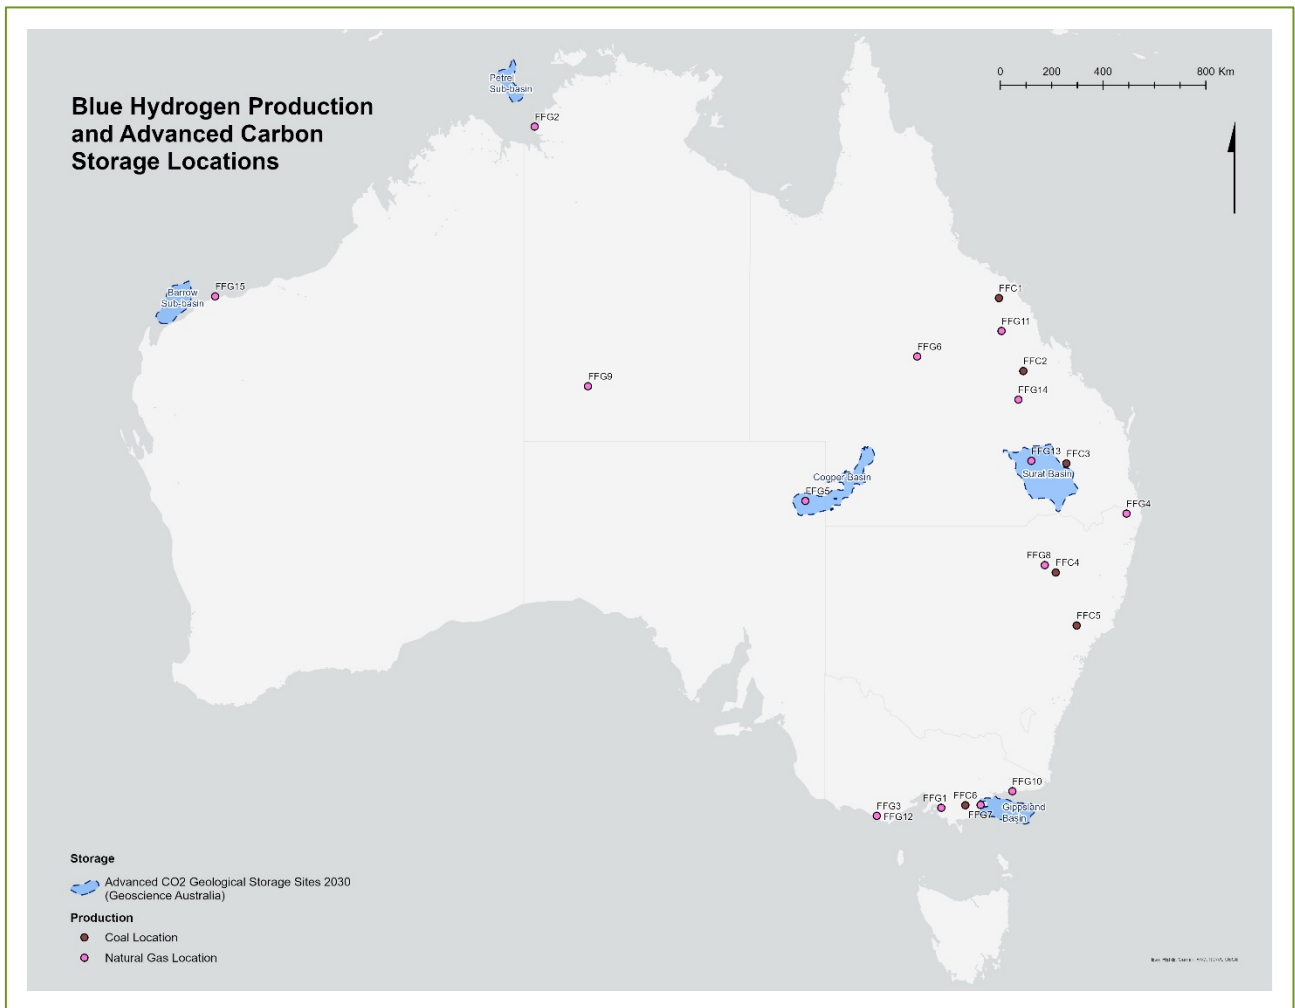 Blue Hydrogen Production
and Advanced Carbon
Storage Locations
0 200 400 800 Km
Petrel
Sub-basin
FFG2
Barrow
Sub-basin
FFG15
FFC1
FFG11
FFG6
FFC2
FFG9
FFG14
FFG13
FFC3
Surat Basin
Cooper Basin
FFG5
FFG4
FFG8
FFC4
FFC5
FFG10
FFG3
FFG12
FFG1
FFC6
FFG7
Gippsland
Basin
Storage
Advanced CO2 Geological Storage Sites 2030
(Geoscience Australia)
Production
Coal Location
Natural Gas Location